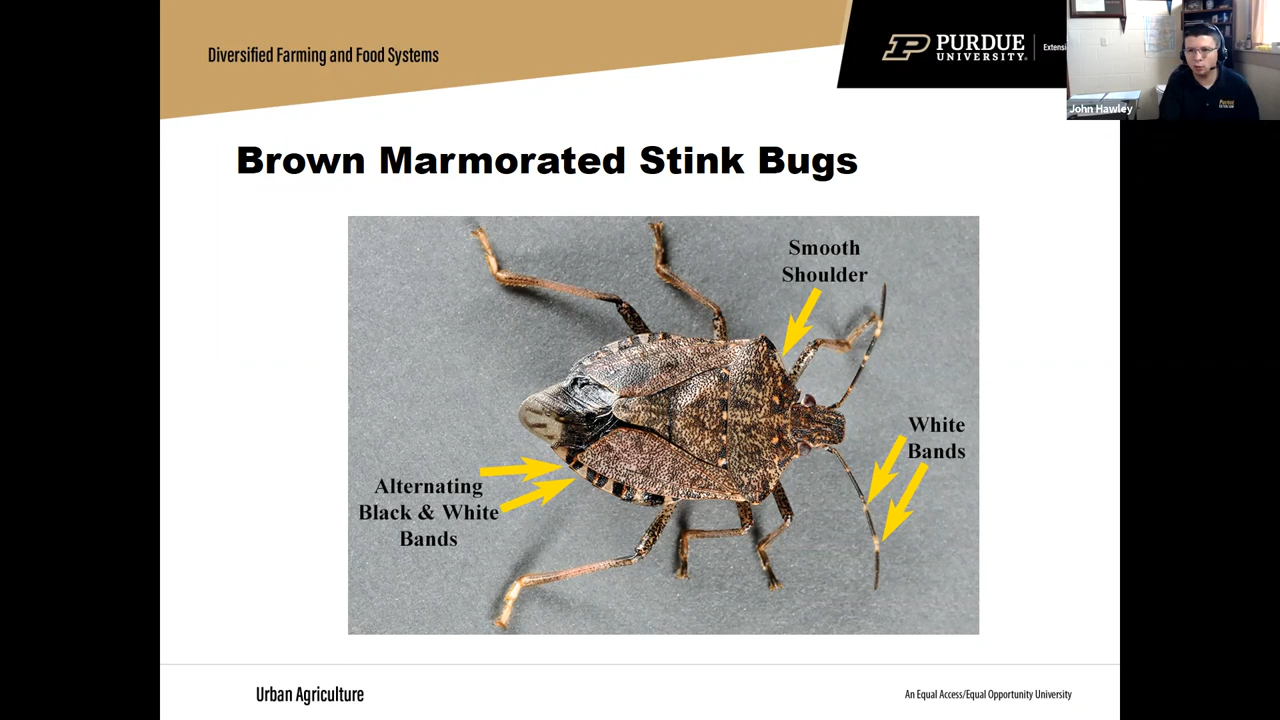 Diversified Farming and Food Systems
PURDUE
UNIVERSITY
John Hawley
Brown Marmorated Stink Bugs
Smooth
Shoulder
White
Bands
Alternating
Black & White
Bands
Urban Agriculture
An Equal Access/Equal Opportunity University